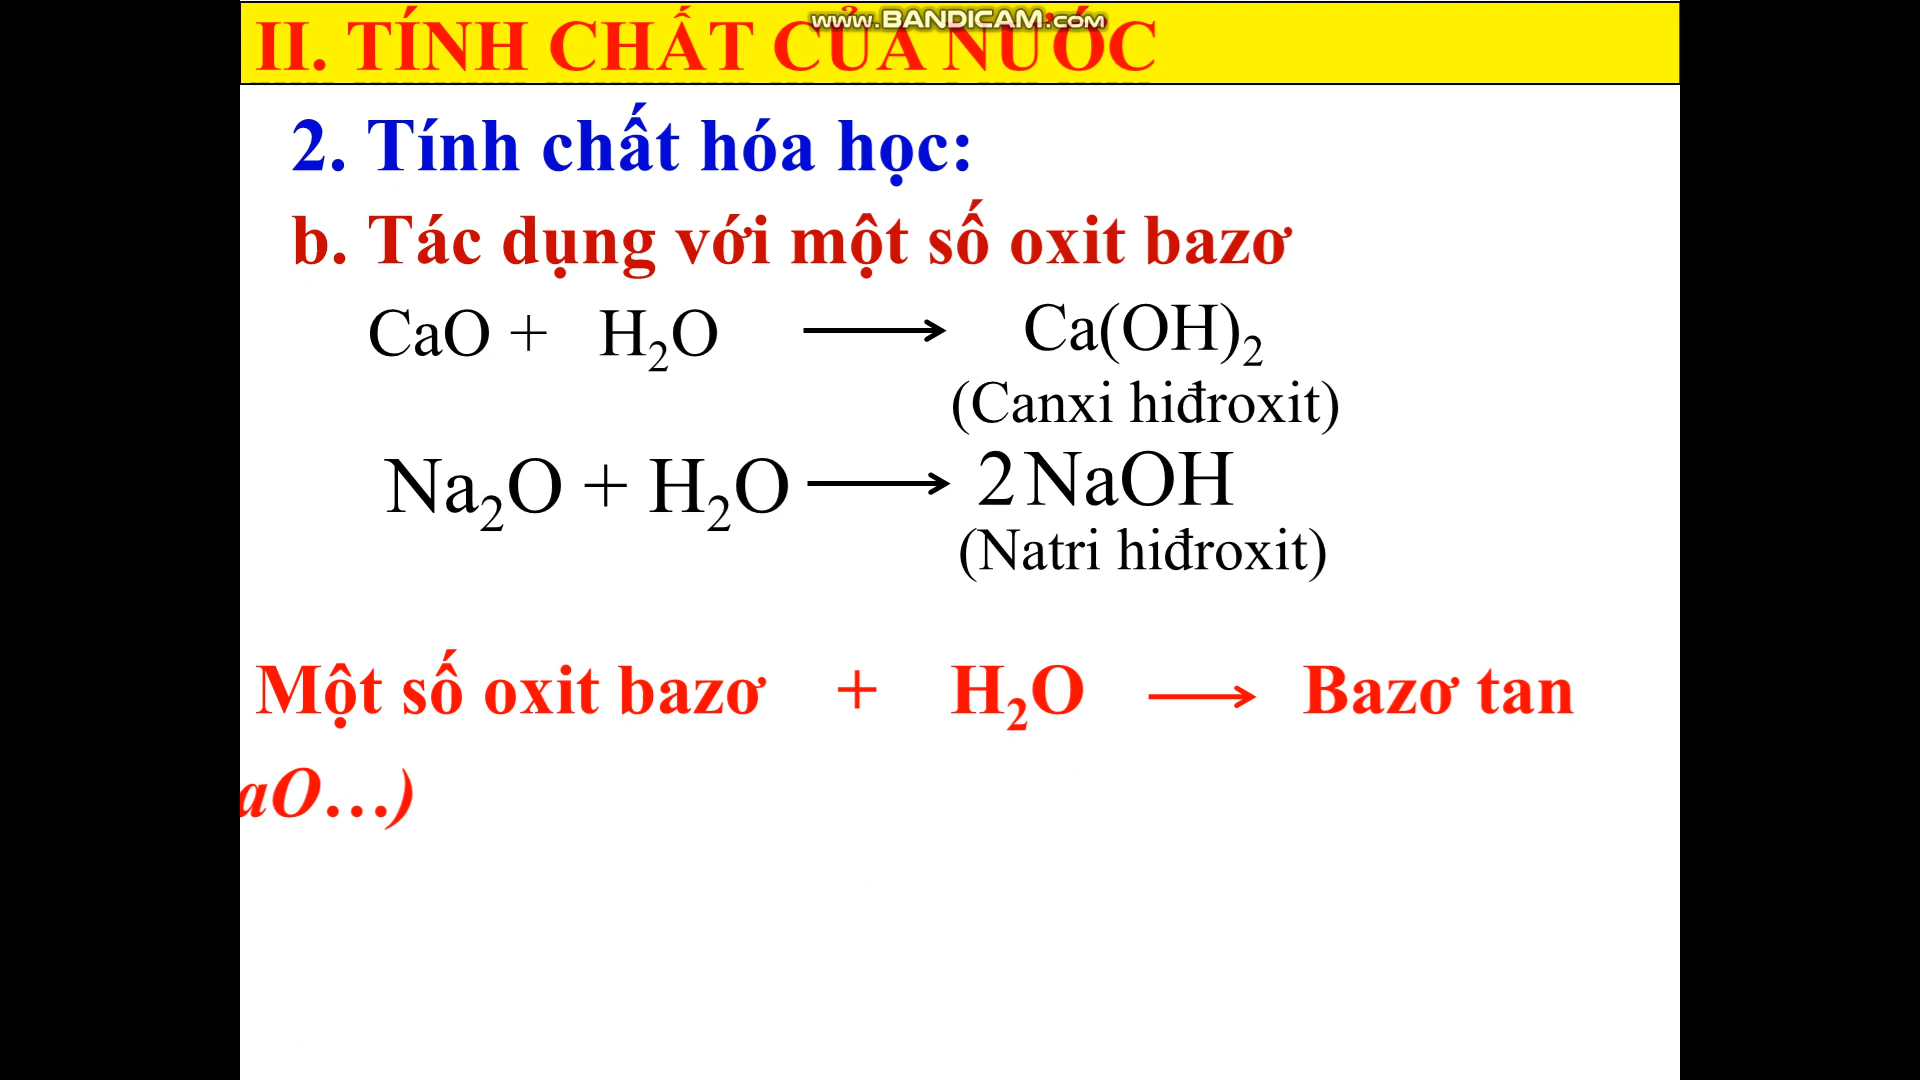 www.BANDICAM.com
II. TÍNH CHẤT CỦA NƯỚC
2. Tính chất hóa học:
b. Tác dụng với một số oxit bazơ
CaO + H₂O ⟶ Ca(OH)₂
(Canxi hiđroxit)
Na₂O + H₂O ⟶ 2NaOH
(Natri hiđroxit)
Một số oxit bazơ + H₂O ⟶ Bazơ tan
aO…)